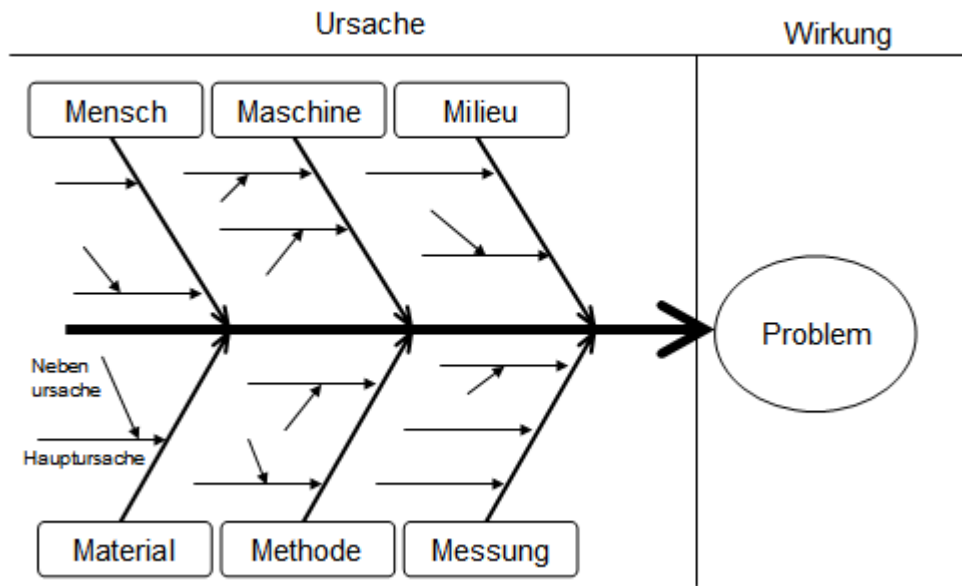 Ursache
Wirkung
Mensch
Maschine
Milieu
Problem
Neben
ursache
Hauptursache
Material
Methode
Messung